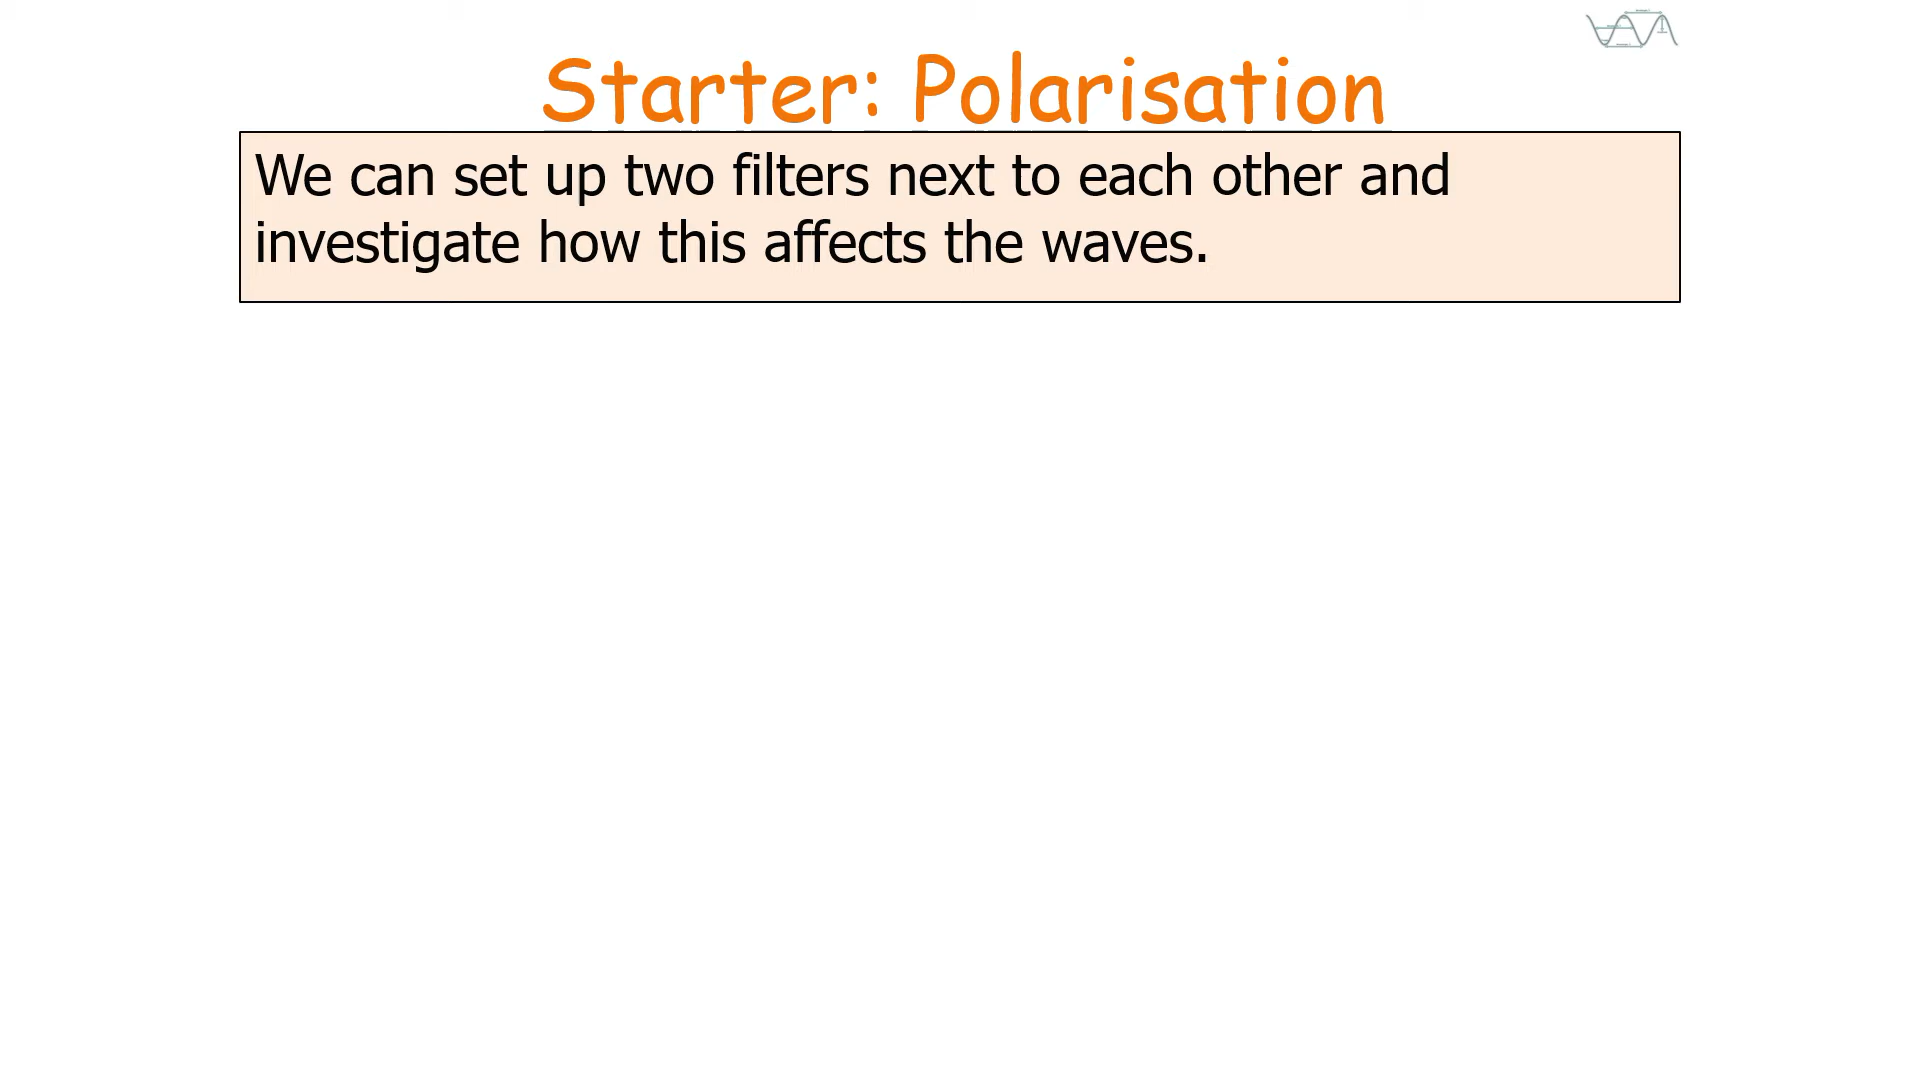 Starter: Polarisation
We can set up two filters next to each other and
investigate how this affects the waves.